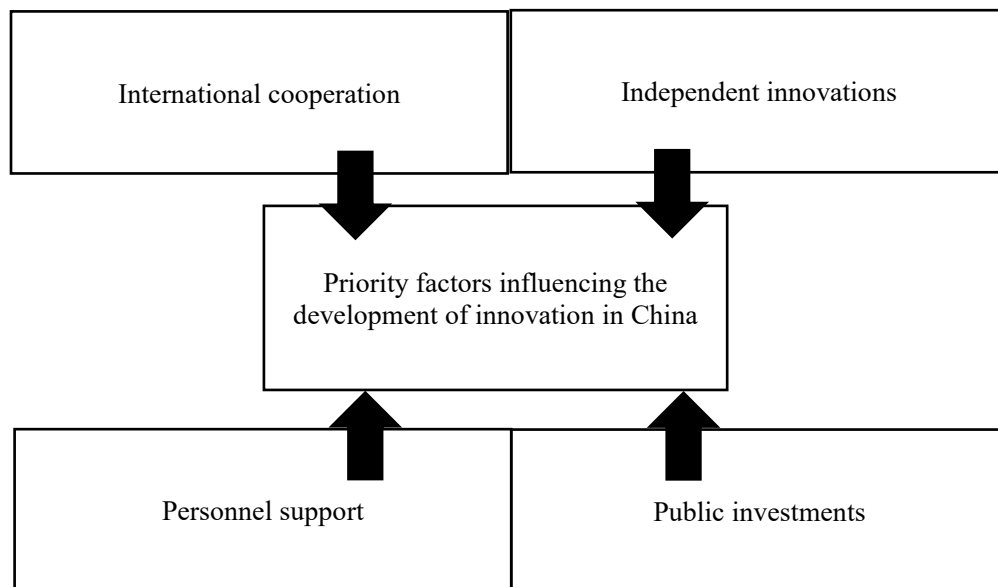 International cooperation
Independent innovations
Priority factors influencing the
development of innovation in China
Personnel support
Public investments